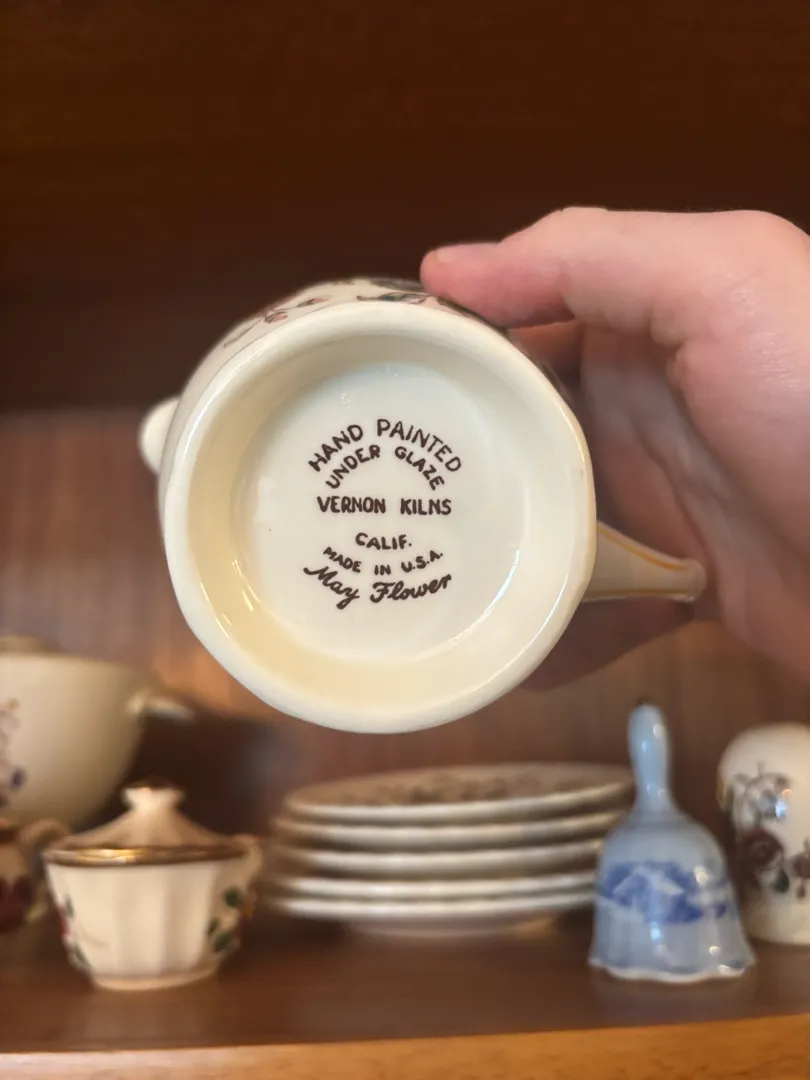 HAND PAINTED
UNDER GLAZE
VERNON KILNS
CALIF.
MADE IN U.S.A.
May Flower